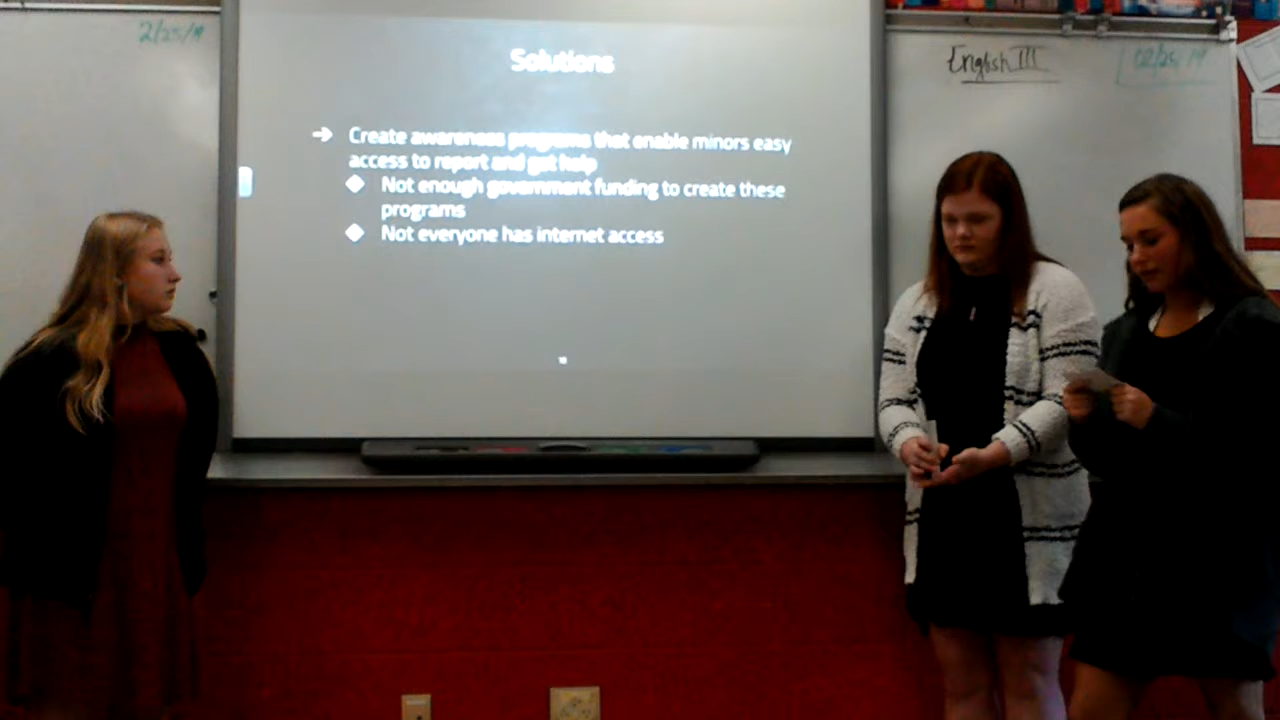 2/25/19
Solutions
→ Create awareness programs that enable minors easy
access to report and get help
◆ Not enough government funding to create these
programs
◆ Not everyone has internet access
English III
02/25/19